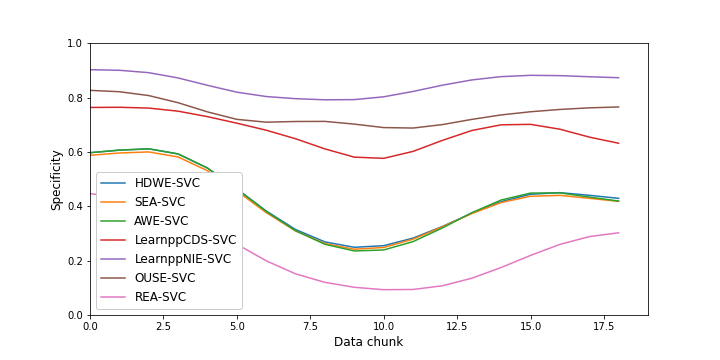 1.0
0.8
0.6
0.4
0.2
0.0
Specificity
HDWE-SVC
SEA-SVC
AWE-SVC
LearnppCDS-SVC
LearnppNIE-SVC
OUSE-SVC
REA-SVC
0.0 2.5 5.0 7.5 10.0 12.5 15.0 17.5
Data chunk